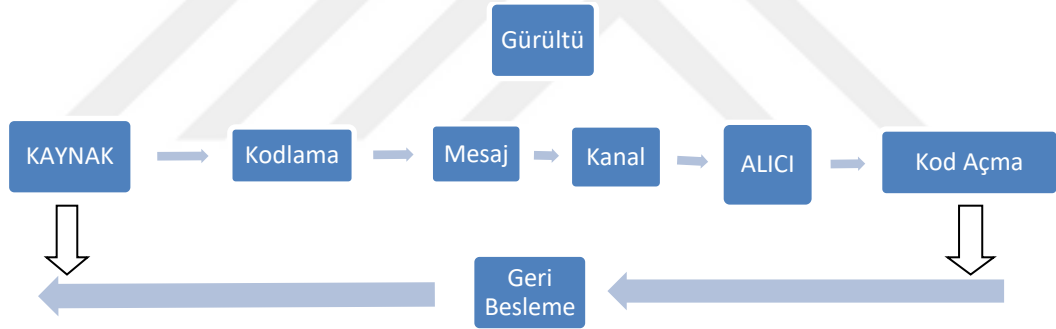 Gürültü
KAYNAK
Kodlama
Mesaj
Kanal
ALICI
Kod Açma
Geri
Besleme